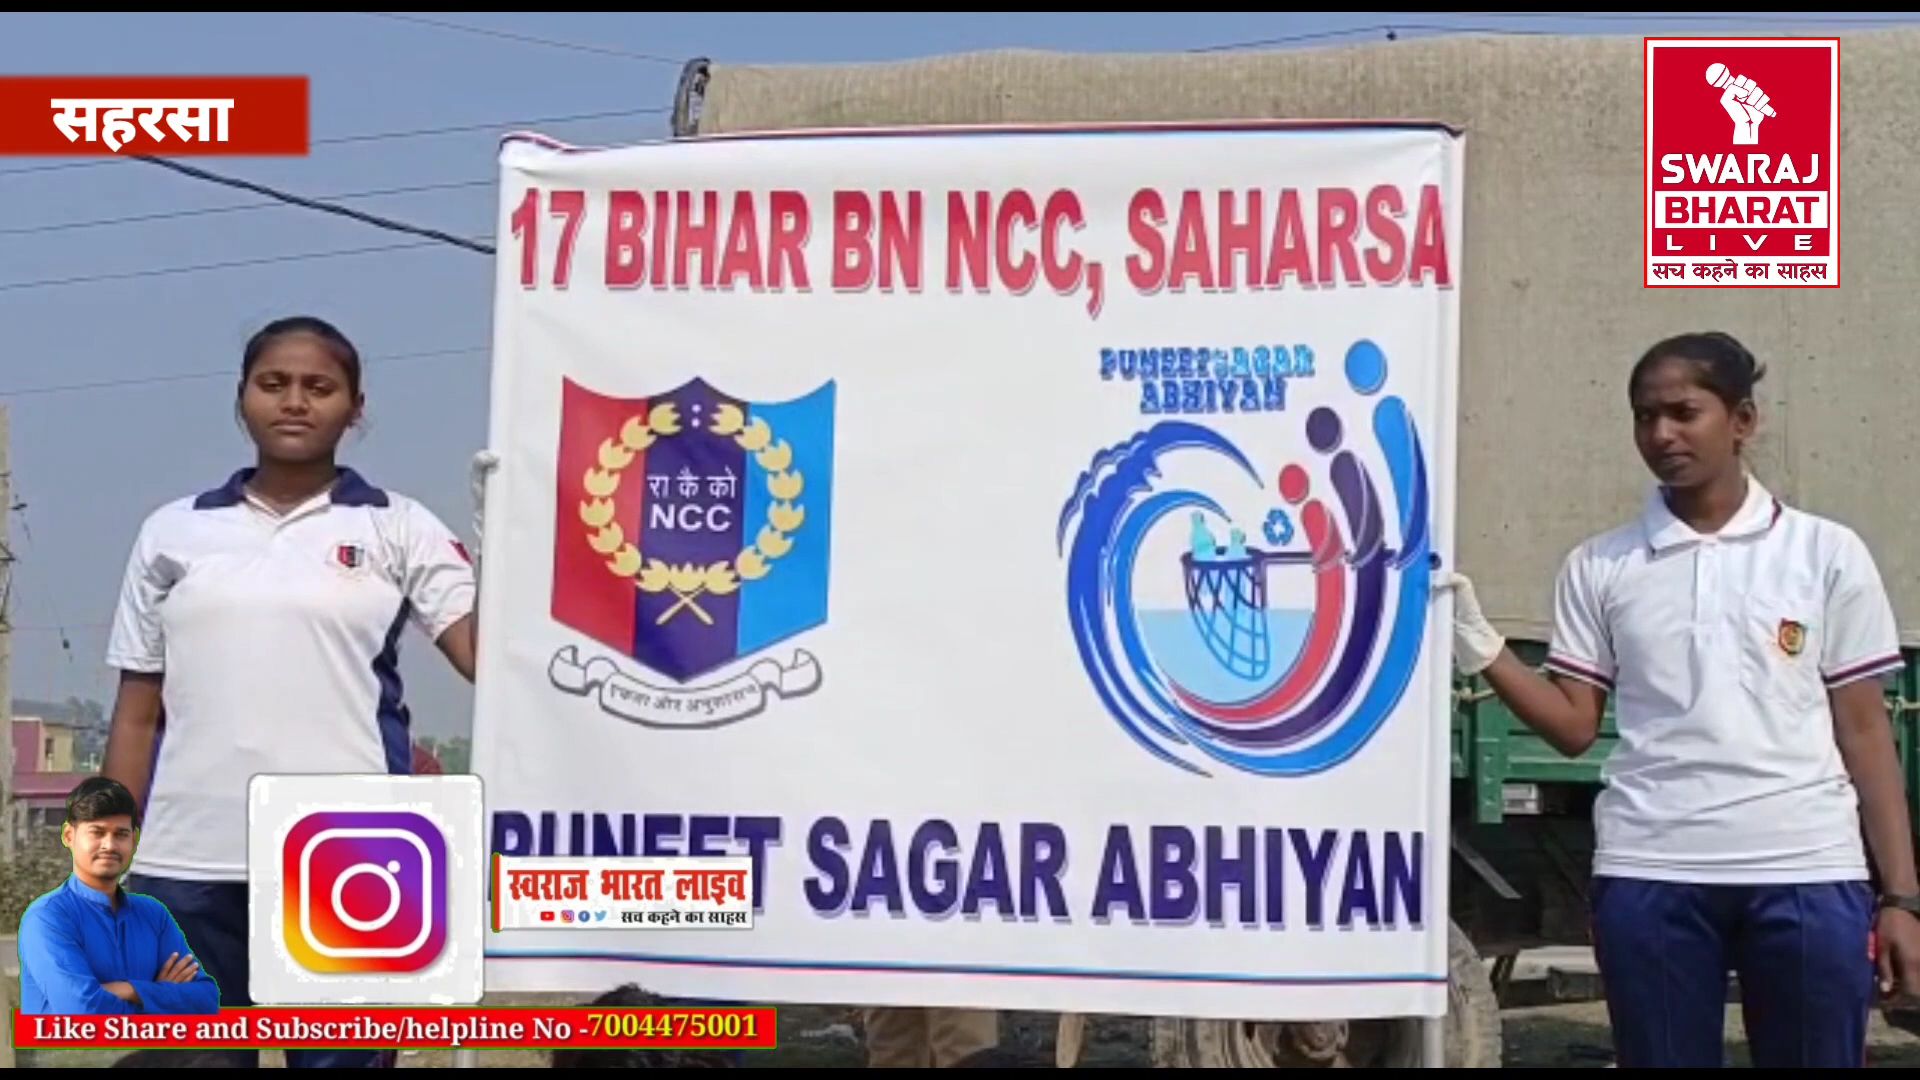 सहरसा
SWARAJ
BHARAT
LIVE
सच कहने का साहस
17 BIHAR BN NCC, SAHARSA
PUNEET SAGAR
ABHIYAN
रा कै को
NCC
एकता और अनुशासन
PUNEET SAGAR ABHIYAN
स्वराज भारत लाइव
सच कहने का साहस
Like Share and Subscribe/helpline No -7004475001